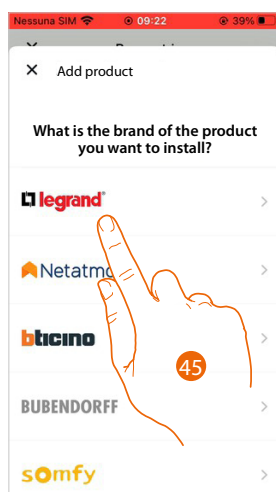 Nessuna SIM 09:22 39%
Add product
What is the brand of the product
you want to install?
legrand®
Netatmo
bticino
45
BUBENDORFF
somfy